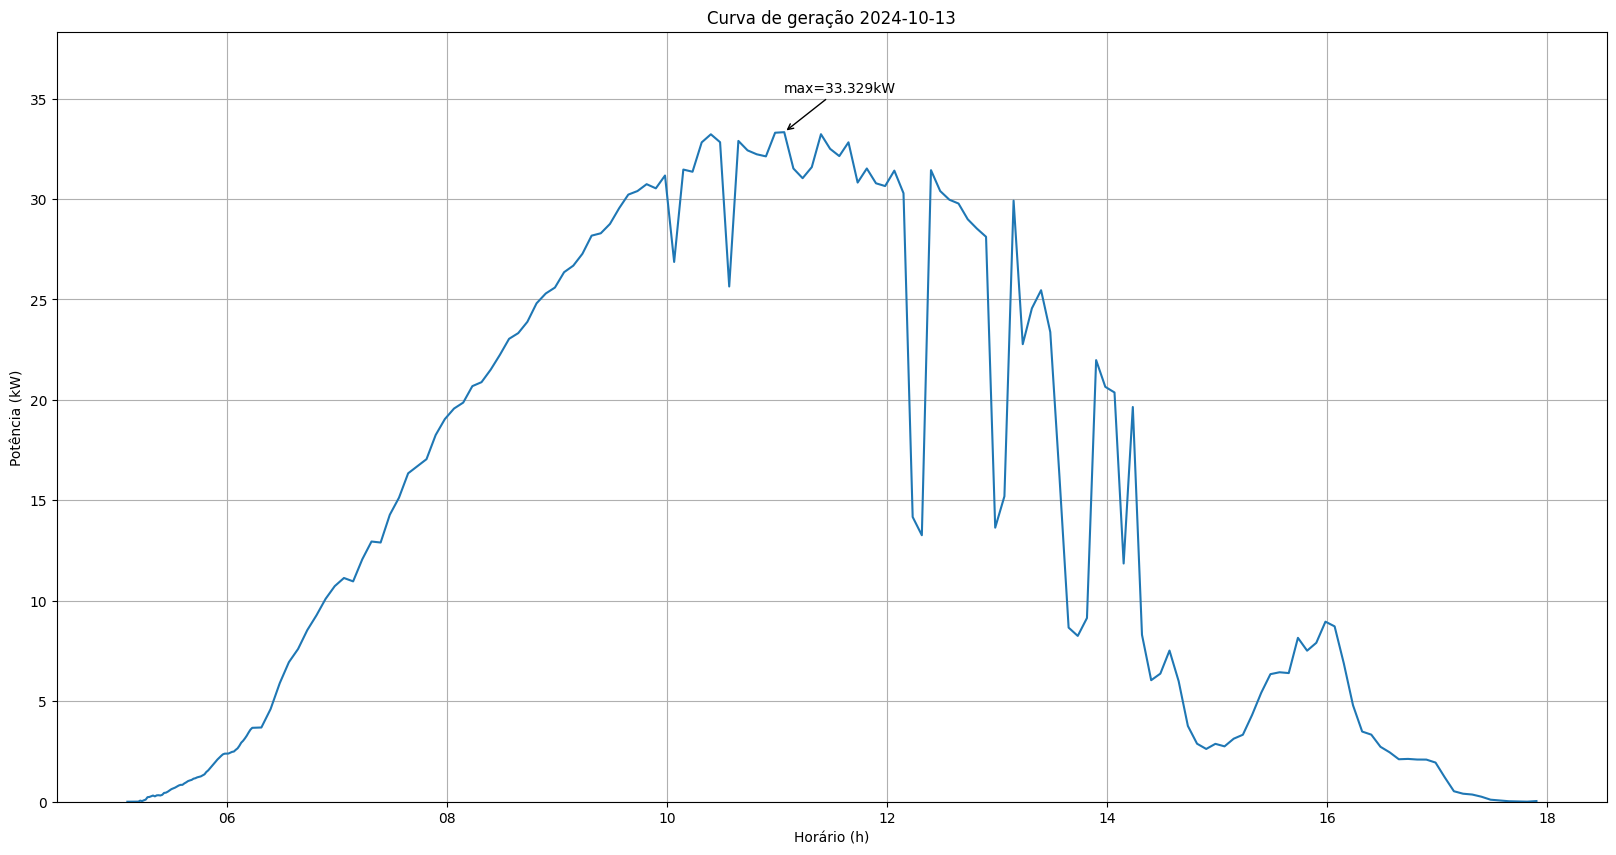 Curva de geração 2024-10-13
max=33.329kW
Potência (kW)
35
30
25
20
15
10
5
0
06 08 10 12 14 16 18
Horário (h)